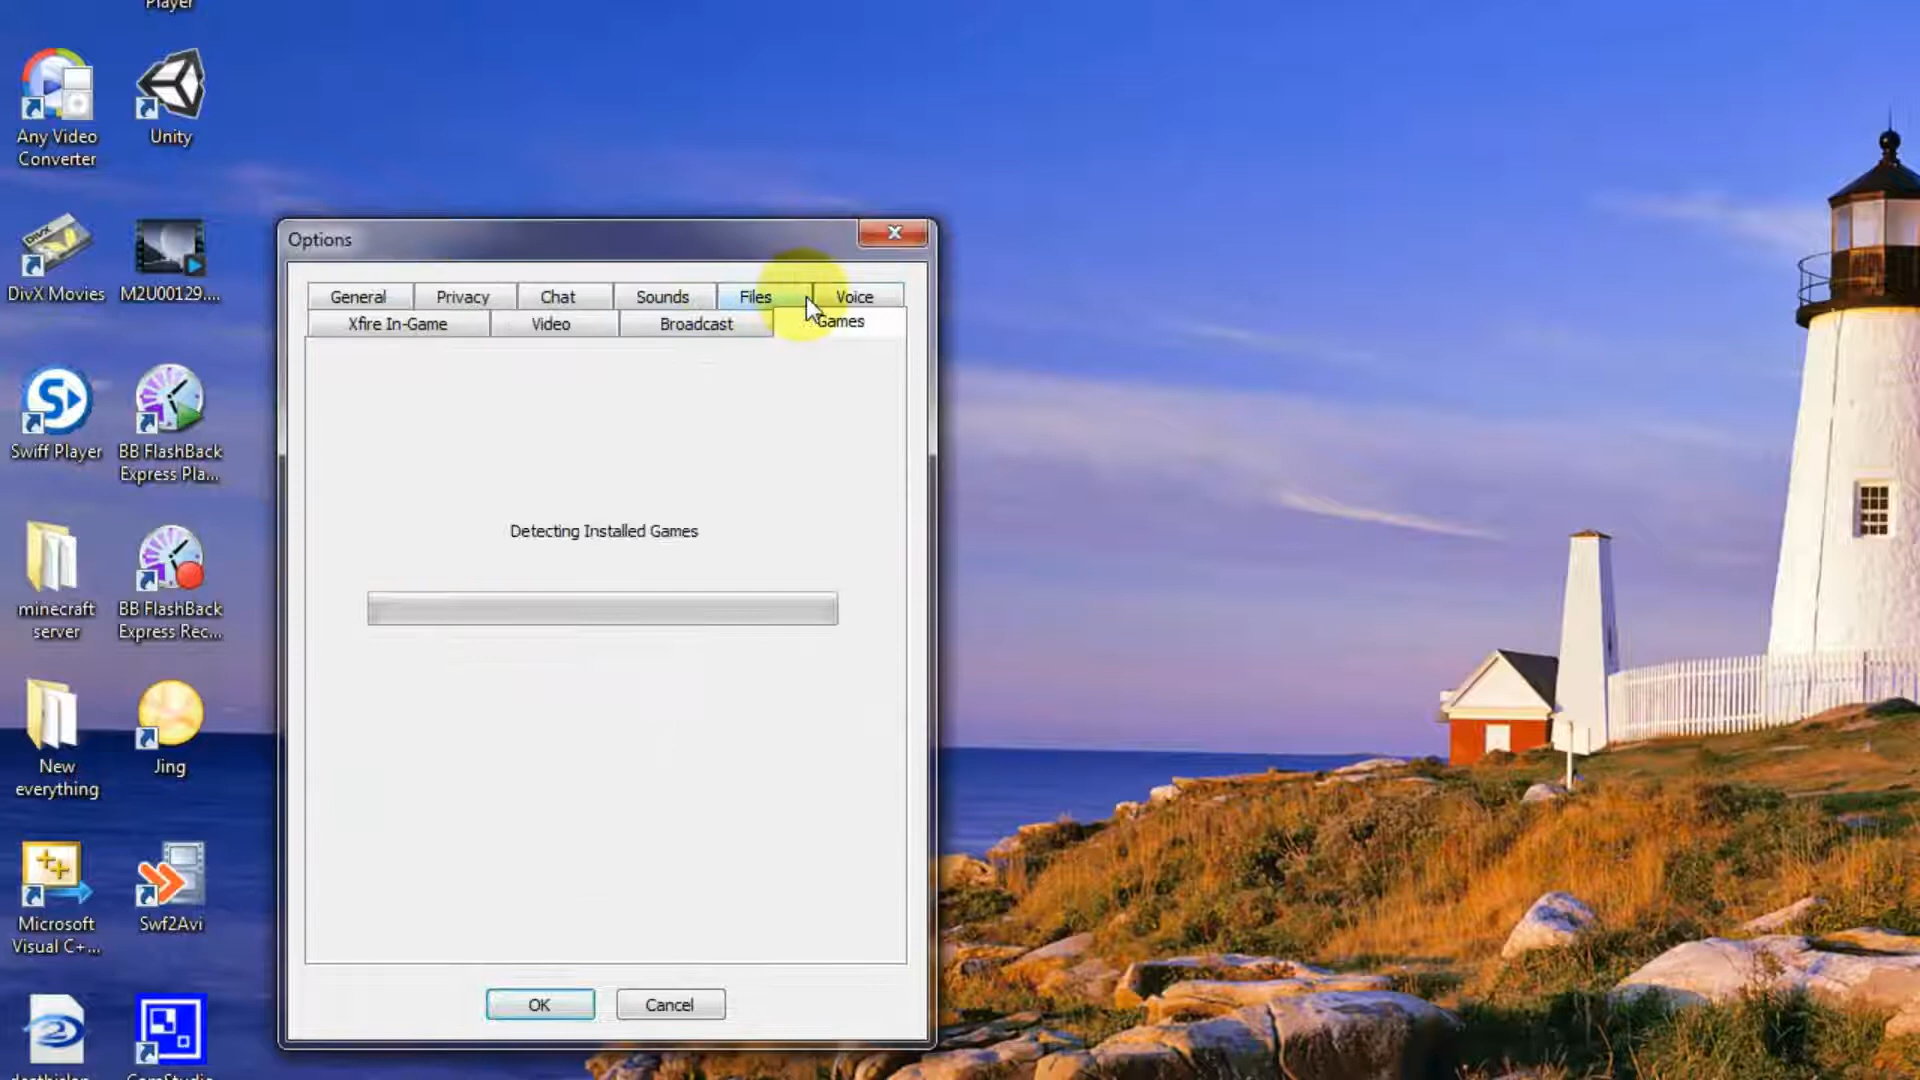 Player
Any Video
Converter
Unity
DivX Movies
M2U00129....
Swiff Player
BB FlashBack
Express Pla...
minecraft
server
BB FlashBack
Express Rec...
New
everything
Jing
Microsoft
Visual C+...
Swf2Avi
Options
General
Privacy
Chat
Sounds
Files
Voice
Xfire In-Game
Video
Broadcast
Games
Detecting Installed Games
OK
Cancel